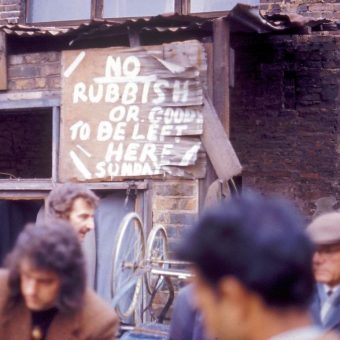 NO
RUBBISH
OR GOODS
TO BE LEFT
HERE
SUNDAY